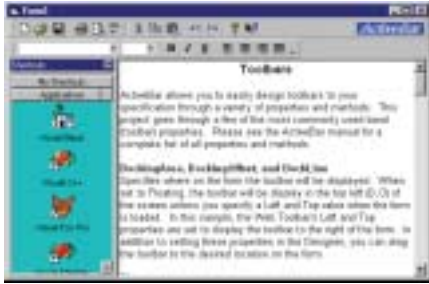 Form1
ActiveBar
Shortcuts
My Shortcuts
Applications
Visual Basic
Visual C++
Visual Fox Pro
Toolbars
ActiveBar allows you to easily design toolbars to your
specification through a variety of properties and methods. This
project goes through a few of the most commonly used band
(toolbar) properties. Please see the ActiveBar manual for a
complete list of all properties and methods.
DockingArea, DockingOffset, and DockLine
Specifies where on the form the toolbar will be displayed. When
set to Floating, the toolbar will be display in the top left (0,0) of
the screen unless you specify a Left and Top value when the form
is loaded. In this sample, the Web Toolbar's Left and Top
properties are set to display the toolbar to the right of the form. In
addition to setting these properties in the Designer, you can drag
the toolbar to the desired location on the form.